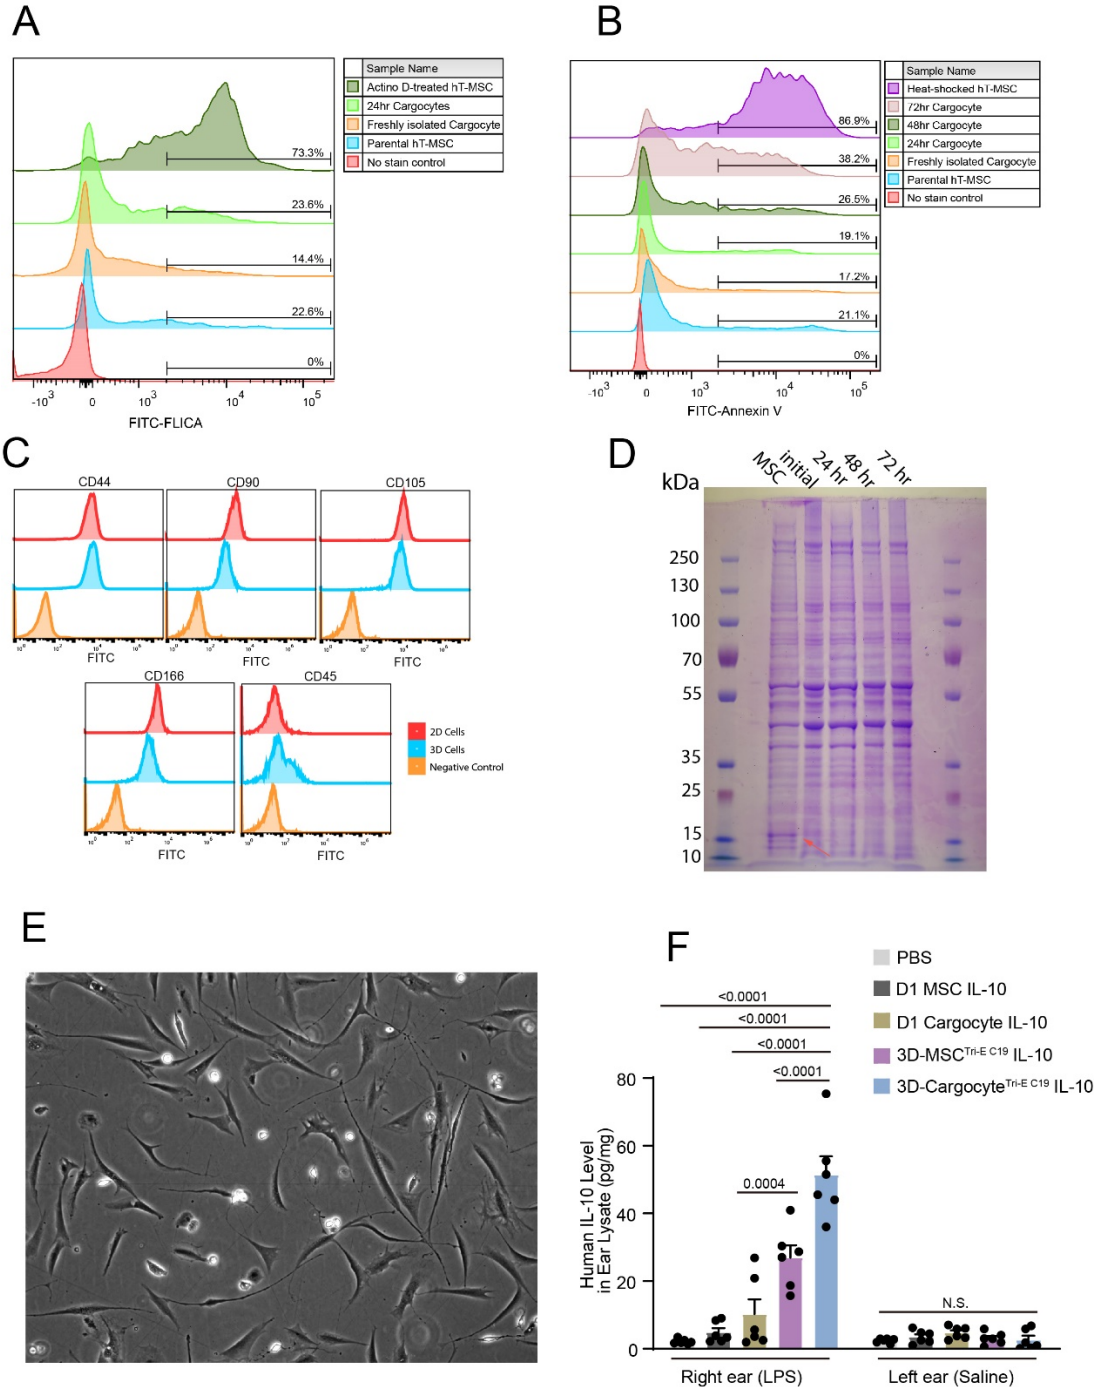 A
Sample Name
Actino D-treated hT-MSC
24hr Cargocytes
Freshly isolated Cargocyte
Parental hT-MSC
No stain control
73.3%
23.6%
14.4%
22.6%
0%
-10³ 0 10³ 10⁴ 10⁵
FITC-FLICA
B
Sample Name
Heat-shocked hT-MSC
72hr Cargocyte
48hr Cargocyte
24hr Cargocyte
Freshly isolated Cargocyte
Parental hT-MSC
No stain control
86.9%
38.2%
26.5%
19.1%
17.2%
21.1%
0%
-10³ 0 10³ 10⁴ 10⁵
FITC-Annexin V
C
CD44 CD90 CD105
FITC FITC FITC
CD166 CD45
2D Cells
3D Cells
Negative Control
FITC FITC
D
kDa MSC initial 24 hr 48 hr 72 hr
250
130
100
70
55
35
25
15
10
E
F
PBS
D1 MSC IL-10
D1 Cargocyte IL-10
3D-MSCᵀʳⁱ⁻ᴱ ᶜ¹⁹ IL-10
3D-Cargocyteᵀʳⁱ⁻ᴱ ᶜ¹⁹ IL-10
<0.0001
<0.0001
<0.0001
<0.0001
0.0004
N.S.
Human IL-10 Level
in Ear Lysate (pg/mg)
80
60
40
20
0
Right ear (LPS) Left ear (Saline)